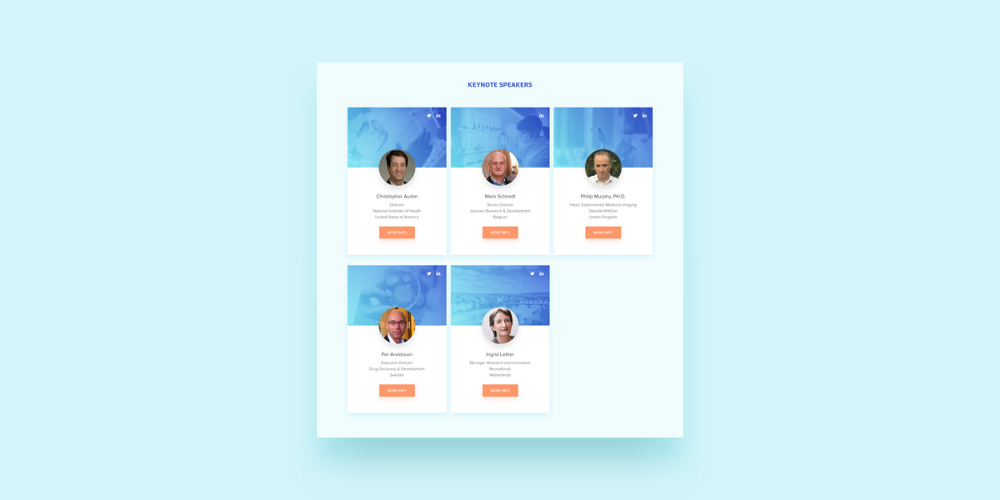 KEYNOTE SPEAKERS
Christopher Austin
Director
National Institutes of Health
United States of America
MORE INFO
Mark Schmidt
Senior Director
Janssen Research & Development
Belgium
MORE INFO
Philip Murphy, PH.D.
Head, Experimental Medicine Imaging
GlaxoSmithKline
United Kingdom
MORE INFO
Per Arvidsson
Executive Director
Drug Discovery & Development
Sweden
MORE INFO
Ingrid Lether
Manager Research and Innovation
Reumafonds
Netherlands
MORE INFO